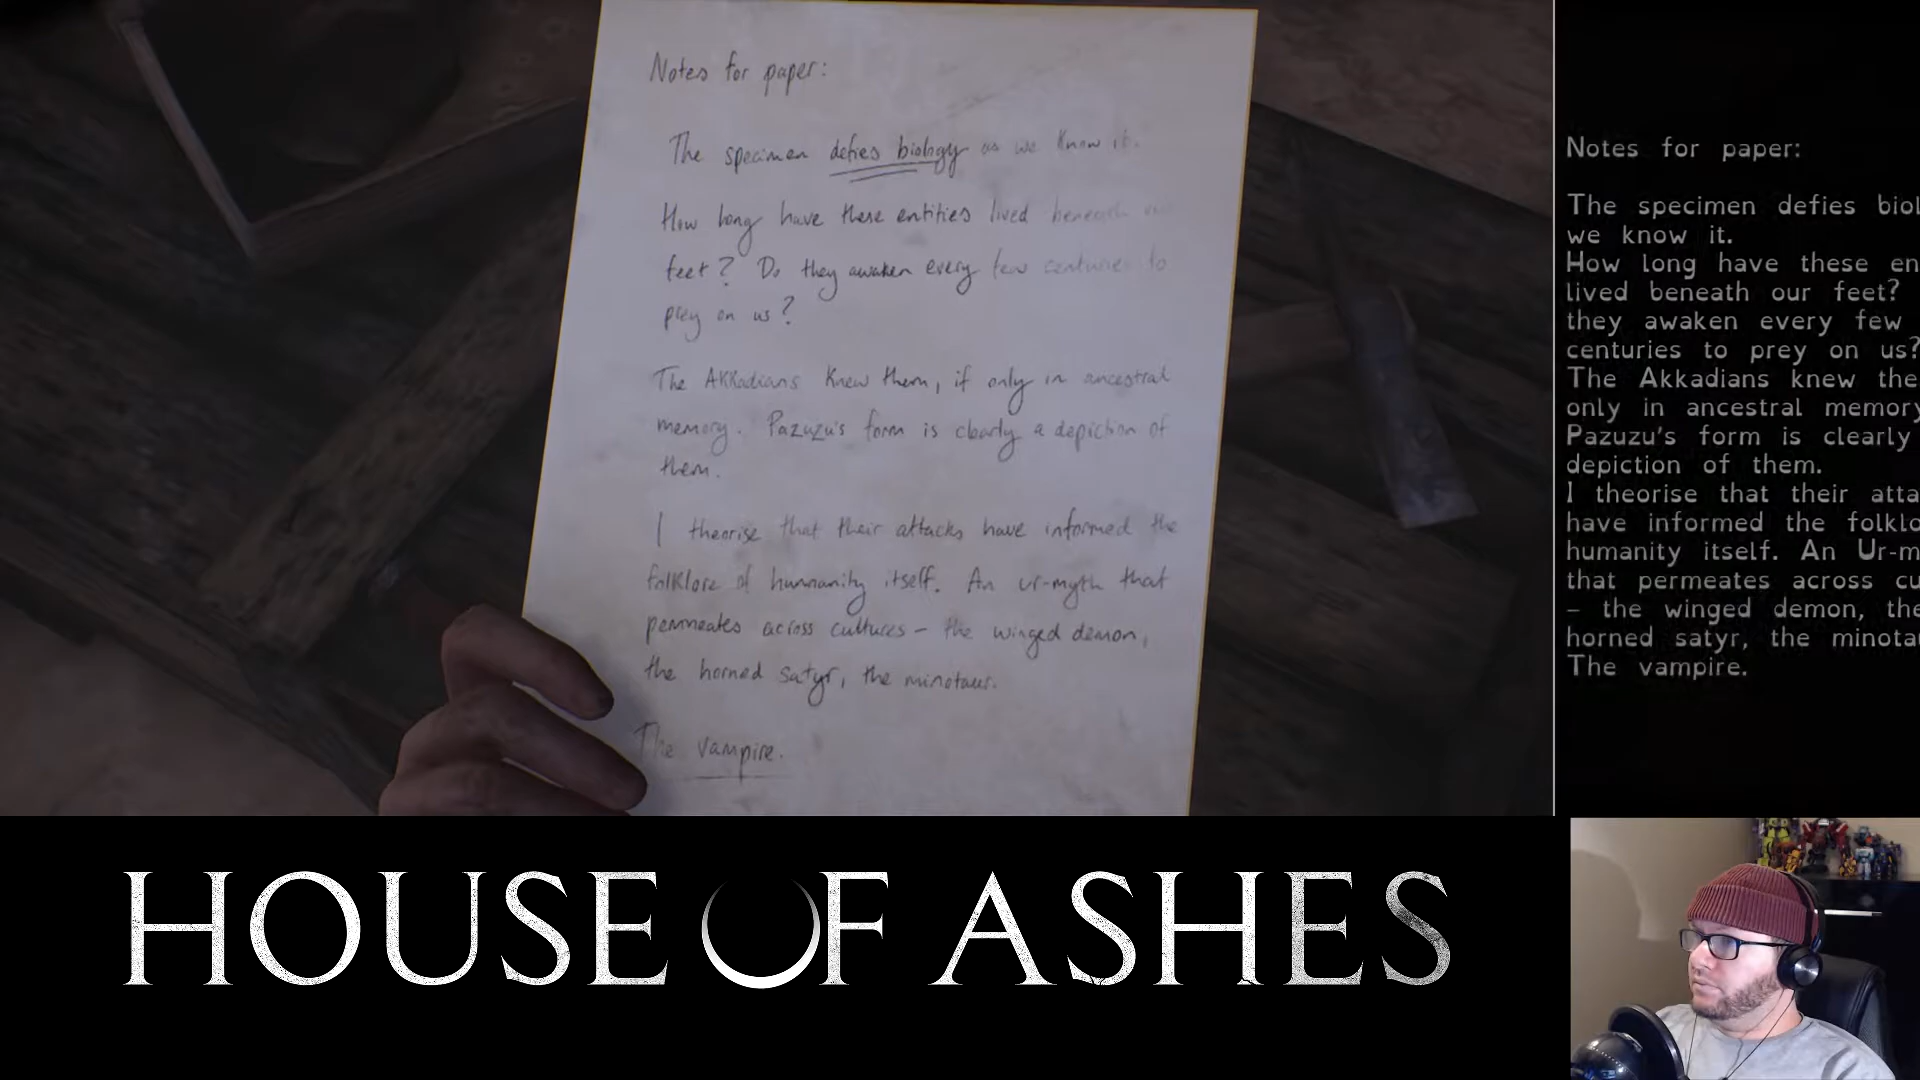 Notes for paper:
The specimen defies biology as we know it.
How long have these entities lived beneath our
feet? Do they awaken every few centuries to
prey on us?
The Akkadians knew them, if only in ancestral
memory. Pazuzu's form is clearly a depiction of
them.
I theorise that their attacks have informed the
folklore of humanity itself. An ur-myth that
permeates across cultures – the winged demon,
the horned satyr, the minotaur.
The vampire.
Notes for paper:
The specimen defies biol
we know it.
How long have these en
lived beneath our feet?
they awaken every few
centuries to prey on us?
The Akkadians knew the
only in ancestral memory
Pazuzu's form is clearly
depiction of them.
I theorise that their atta
have informed the folklo
humanity itself. An Ur-m
that permeates across cu
– the winged demon, the
horned satyr, the minota
The vampire.
HOUSE OF ASHES